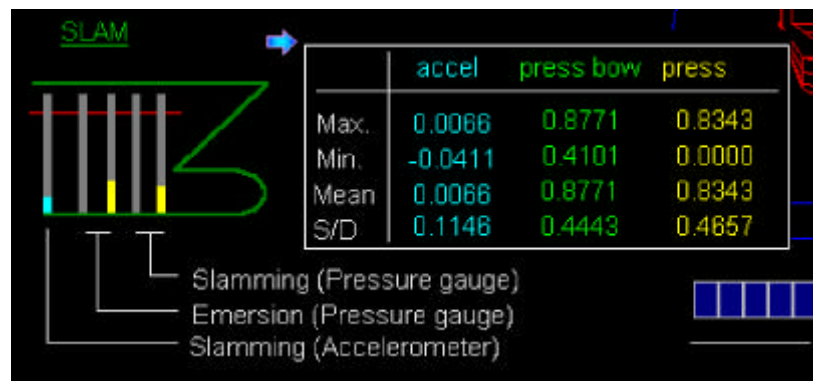 SLAM
accel press bow press
Max. 0.0066 0.8771 0.8343
Min. -0.0411 0.4101 0.0000
Mean 0.0066 0.8771 0.8343
S/D 0.1146 0.4443 0.4657
Slamming (Pressure gauge)
Emersion (Pressure gauge)
Slamming (Accelerometer)